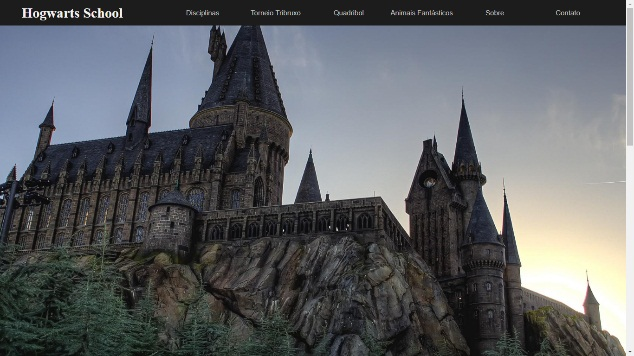 Hogwarts School
Disciplinas
Torneio Tribruxo
Quadribol
Animais Fantásticos
Sobre
Contato